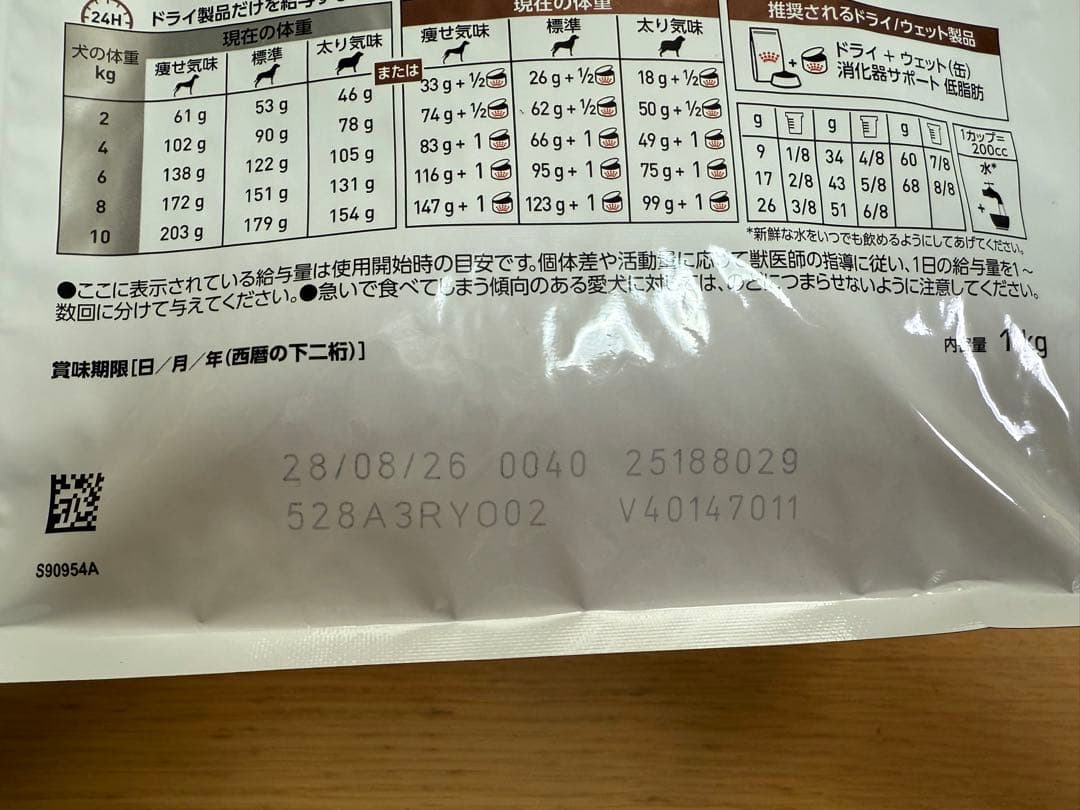 24H ドライ製品だけを給与する
犬の体重 kg
現在の体重
痩せ気味 標準 太り気味
2 61 g 53 g 46 g
4 102 g 90 g 78 g
6 138 g 122 g 105 g
8 172 g 151 g 131 g
10 203 g 179 g 154 g
または
現在の体重
痩せ気味 標準 太り気味
33 g + ½ 26 g + ½ 18 g + ½
74 g + ½ 62 g + ½ 50 g + ½
83 g + 1 66 g + 1 49 g + 1
116 g + 1 95 g + 1 75 g + 1
147 g + 1 123 g + 1 99 g + 1
推奨されるドライ/ウェット製品
ドライ + ウェット(缶)
消化器サポート 低脂肪
g g g 1カップ=
200cc
9 1/8 34 4/8 60 7/8 水*
17 2/8 43 5/8 68 8/8
26 3/8 51 6/8
*新鮮な水をいつでも飲めるようにしてあげてください。
●ここに表示されている給与量は使用開始時の目安です。個体差や活動量に応じて獣医師の指導に従い、1日の給与量を1～
数回に分けて与えてください。●急いで食べてしまう傾向のある愛犬に対しては、のどにつまらせないように注意してください。
賞味期限[日/月/年(西暦の下二桁)]
内容量 1kg
28/08/26 0040 25188029
528A3RY002 V40147011
S90954A